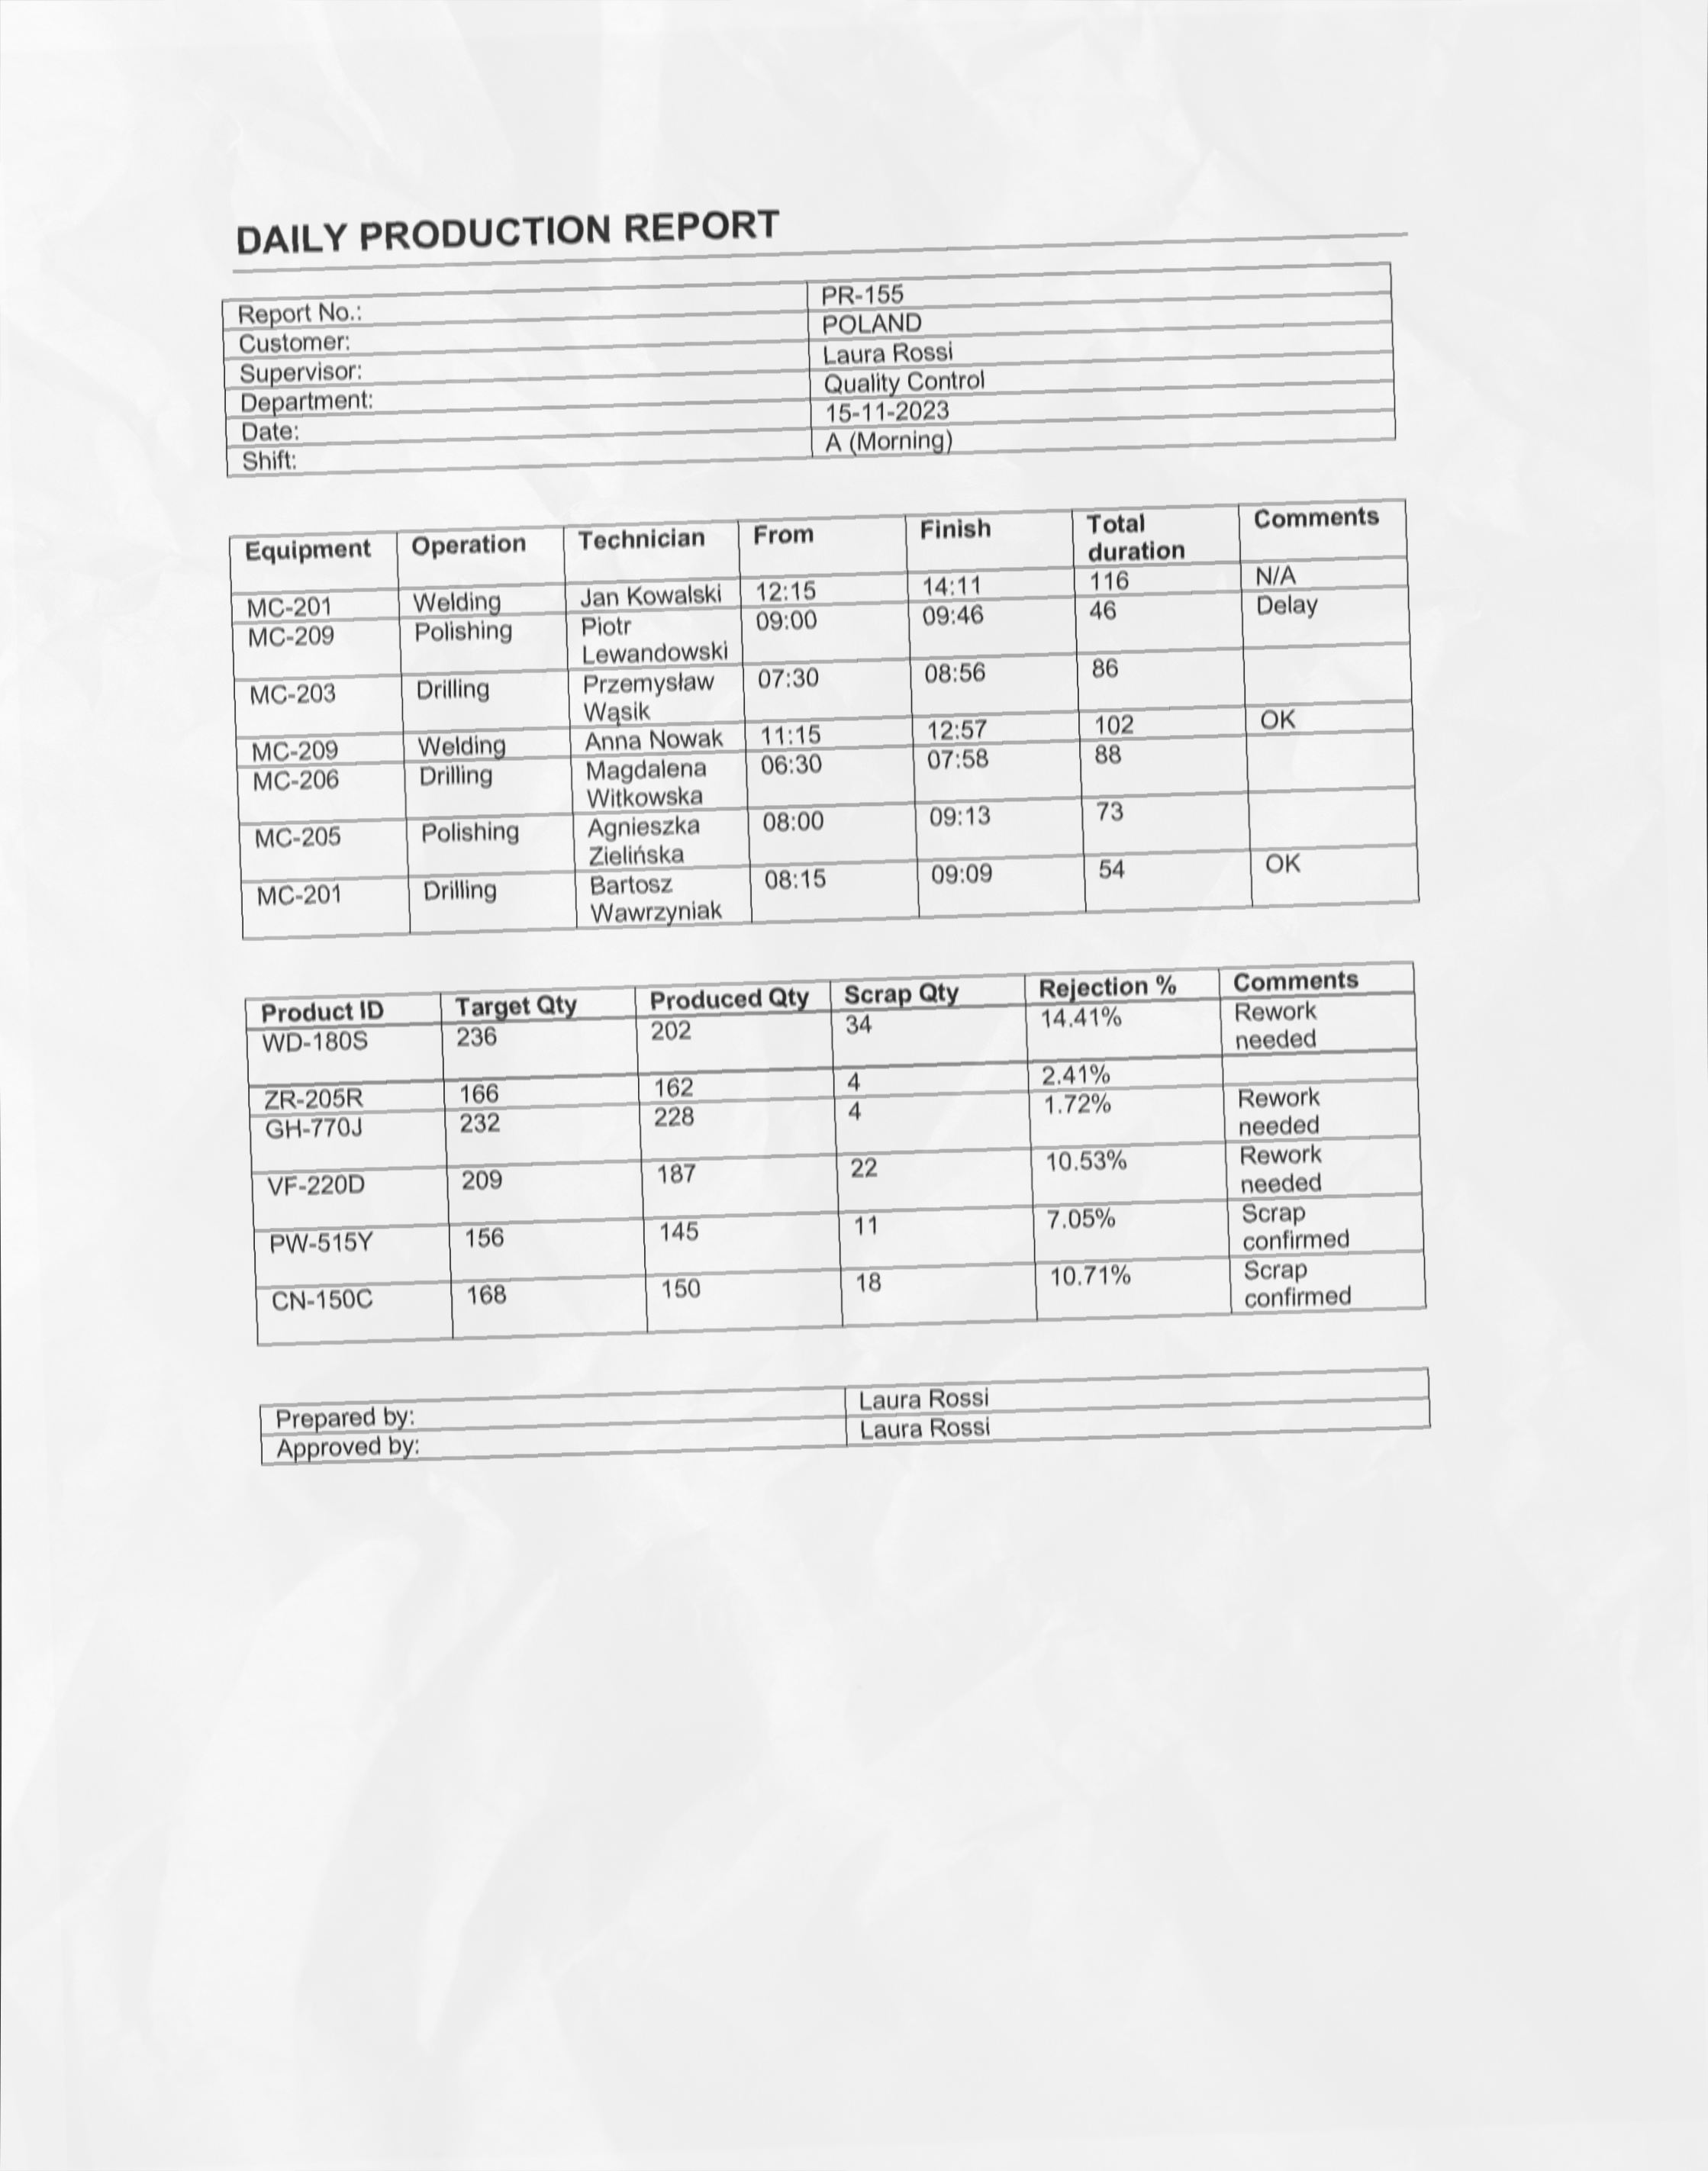 DAILY PRODUCTION REPORT
Report No.: PR-155
Customer: POLAND
Supervisor: Laura Rossi
Department: Quality Control
Date: 15-11-2023
Shift: A (Morning)
Equipment Operation Technician From Finish Total duration Comments
MC-201 Welding Jan Kowalski 12:15 14:11 116 N/A
MC-209 Polishing Piotr Lewandowski 09:00 09:46 46 Delay
MC-203 Drilling Przemysław Wąsik 07:30 08:56 86
MC-209 Welding Anna Nowak 11:15 12:57 102 OK
MC-206 Drilling Magdalena Witkowska 06:30 07:58 88
MC-205 Polishing Agnieszka Zielińska 08:00 09:13 73
MC-201 Drilling Bartosz Wawrzyniak 08:15 09:09 54 OK
Product ID Target Qty Produced Qty Scrap Qty Rejection % Comments
WD-180S 236 202 34 14.41% Rework needed
ZR-205R 166 162 4 2.41%
GH-770J 232 228 4 1.72% Rework needed
VF-220D 209 187 22 10.53% Rework needed
PW-515Y 156 145 11 7.05% Scrap confirmed
CN-150C 168 150 18 10.71% Scrap confirmed
Prepared by: Laura Rossi
Approved by: Laura Rossi